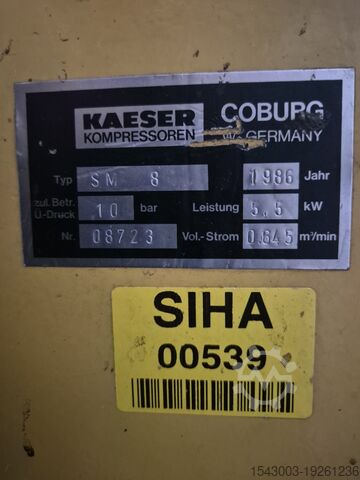 KAESER COBURG
KOMPRESSOREN W.-GERMANY
Typ SM 8 1986 Jahr
zul. Betr.
Ü-Druck 10 bar Leistung 5.5 kW
Nr. 08723 Vol.-Strom 0.645 m³/min
SIHA
00539
1543003-19261236